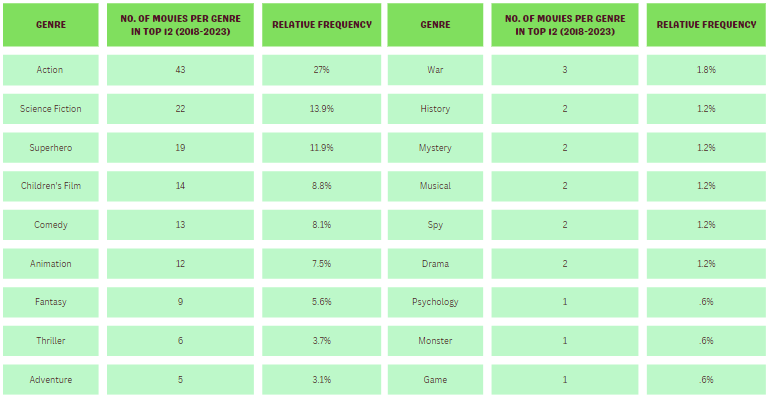 GENRE NO. OF MOVIES PER GENRE IN TOP 12 (2018-2023) RELATIVE FREQUENCY GENRE NO. OF MOVIES PER GENRE IN TOP 12 (2018-2023) RELATIVE FREQUENCY
Action 43 27% War 3 1.8%
Science Fiction 22 13.9% History 2 1.2%
Superhero 19 11.9% Mystery 2 1.2%
Children's Film 14 8.8% Musical 2 1.2%
Comedy 13 8.1% Spy 2 1.2%
Animation 12 7.5% Drama 2 1.2%
Fantasy 9 5.6% Psychology 1 .6%
Thriller 6 3.7% Monster 1 .6%
Adventure 5 3.1% Game 1 .6%